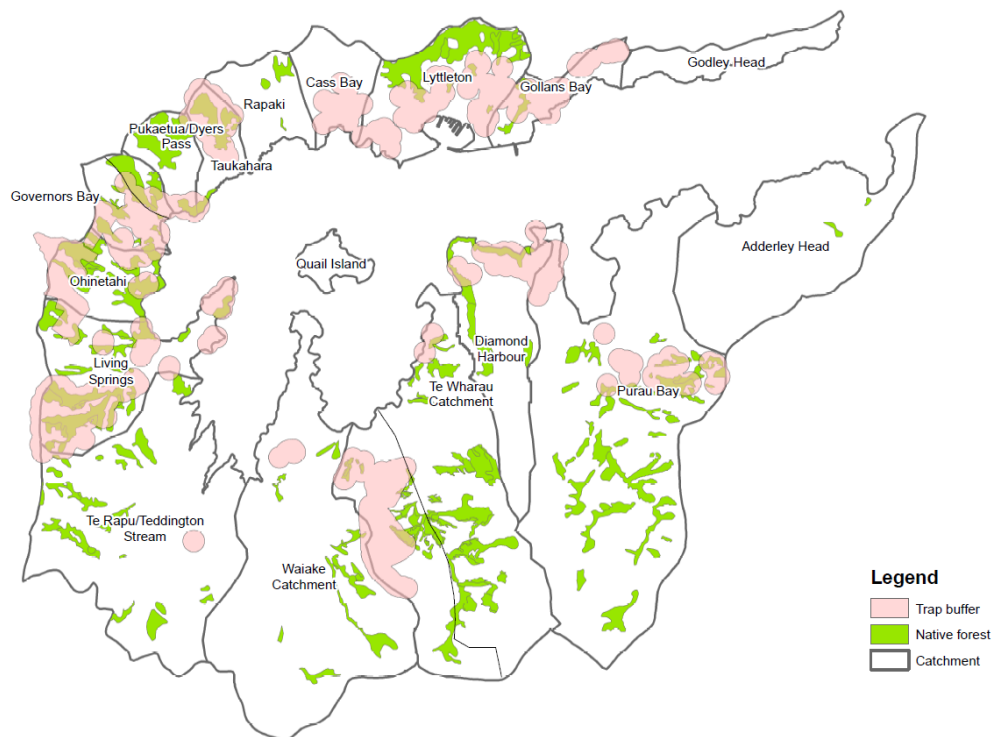 Godley Head
Lyttleton
Cass Bay
Gollans Bay
Rapaki
Pukaetua/Dyers
Pass
Taukahara
Governors Bay
Adderley Head
Quail Island
Ohinetahi
Diamond
Harbour
Living
Springs
Te Wharau
Catchment
Purau Bay
Te Rapu/Teddington
Stream
Waiake
Catchment
Legend
Trap buffer
Native forest
Catchment